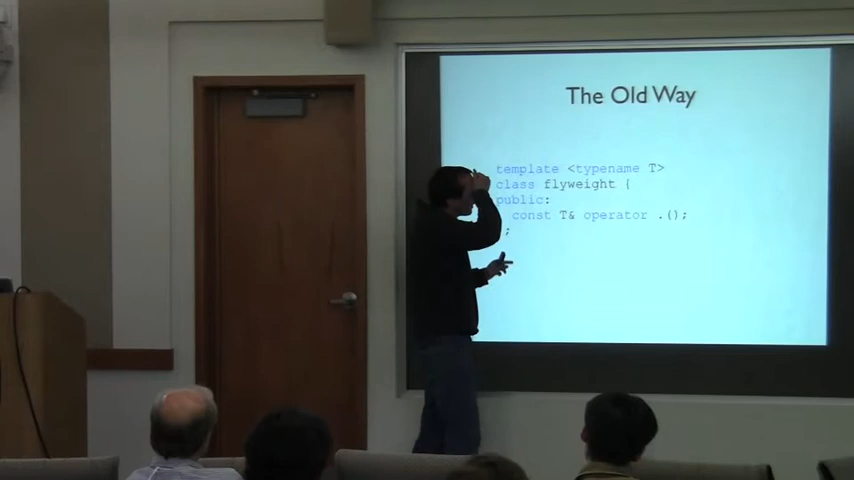 The Old Way
template <typename T>
class flyweight {
public:
const T& operator .();
;